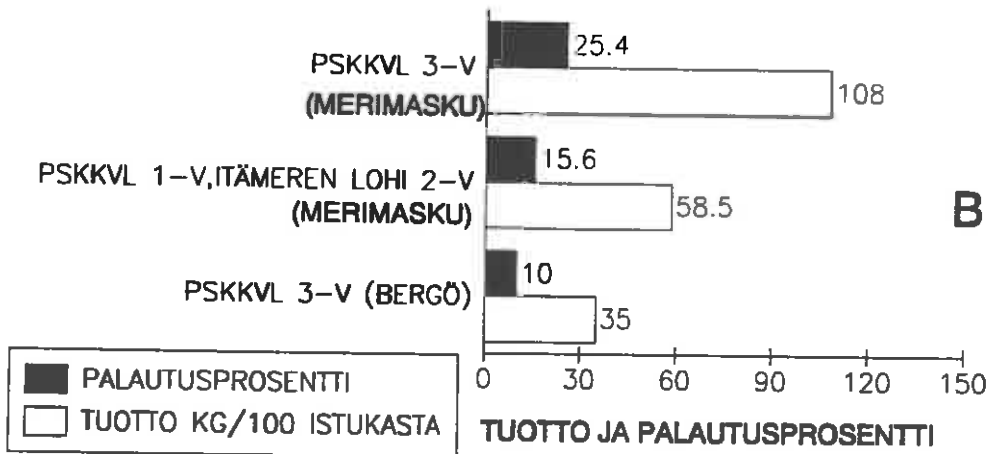 25.4
PSKKVL 3-V
(MERIMASKU)
108
15.6
PSKKVL 1-V,ITÄMEREN LOHI 2-V
(MERIMASKU)
58.5
B
10
PSKKVL 3-V (BERGÖ)
35
PALAUTUSPROSENTTI
TUOTTO KG/100 ISTUKASTA
0 30 60 90 120 150
TUOTTO JA PALAUTUSPROSENTTI